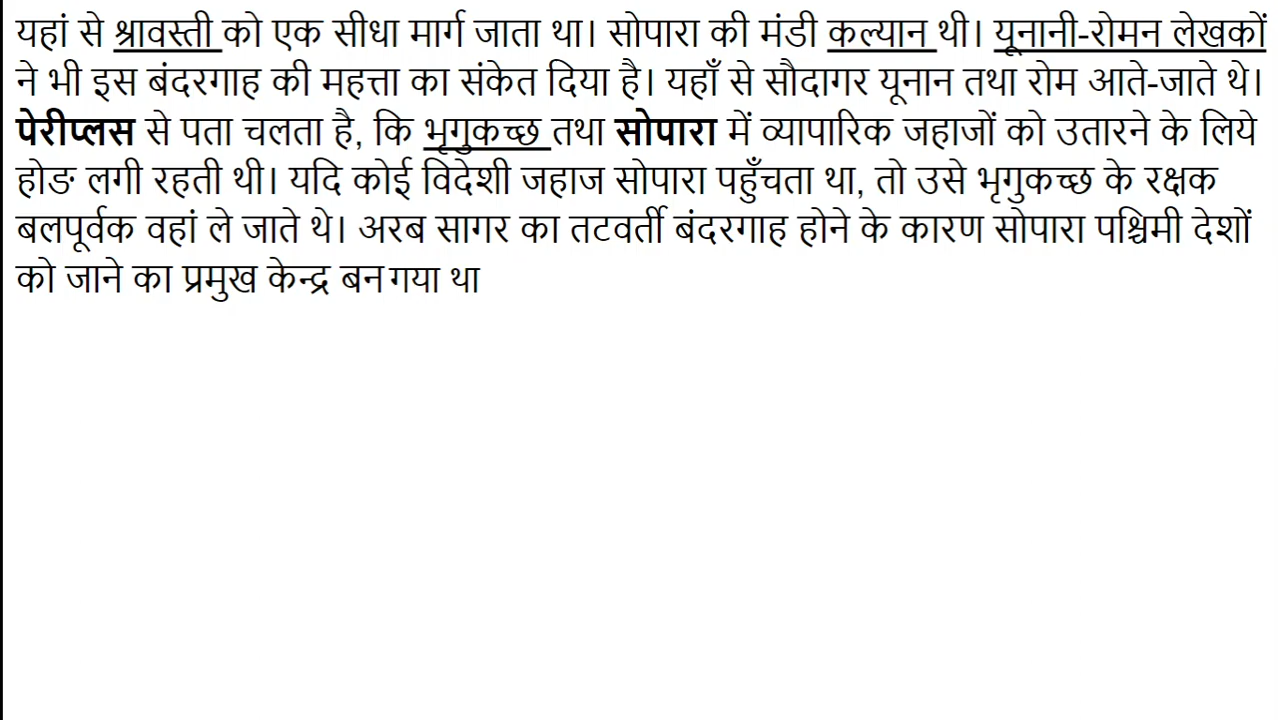 यहां से श्रावस्ती को एक सीधा मार्ग जाता था। सोपारा की मंडी कल्यान थी। यूनानी-रोमन लेखकों
ने भी इस बंदरगाह की महत्ता का संकेत दिया है। यहाँ से सौदागर यूनान तथा रोम आते-जाते थे।
पेरीप्लस से पता चलता है, कि भृगुकच्छ तथा सोपारा में व्यापारिक जहाजों को उतारने के लिये
होङ लगी रहती थी। यदि कोई विदेशी जहाज सोपारा पहुँचता था, तो उसे भृगुकच्छ के रक्षक
बलपूर्वक वहां ले जाते थे। अरब सागर का तटवर्ती बंदरगाह होने के कारण सोपारा पश्चिमी देशों
को जाने का प्रमुख केन्द्र बन गया था